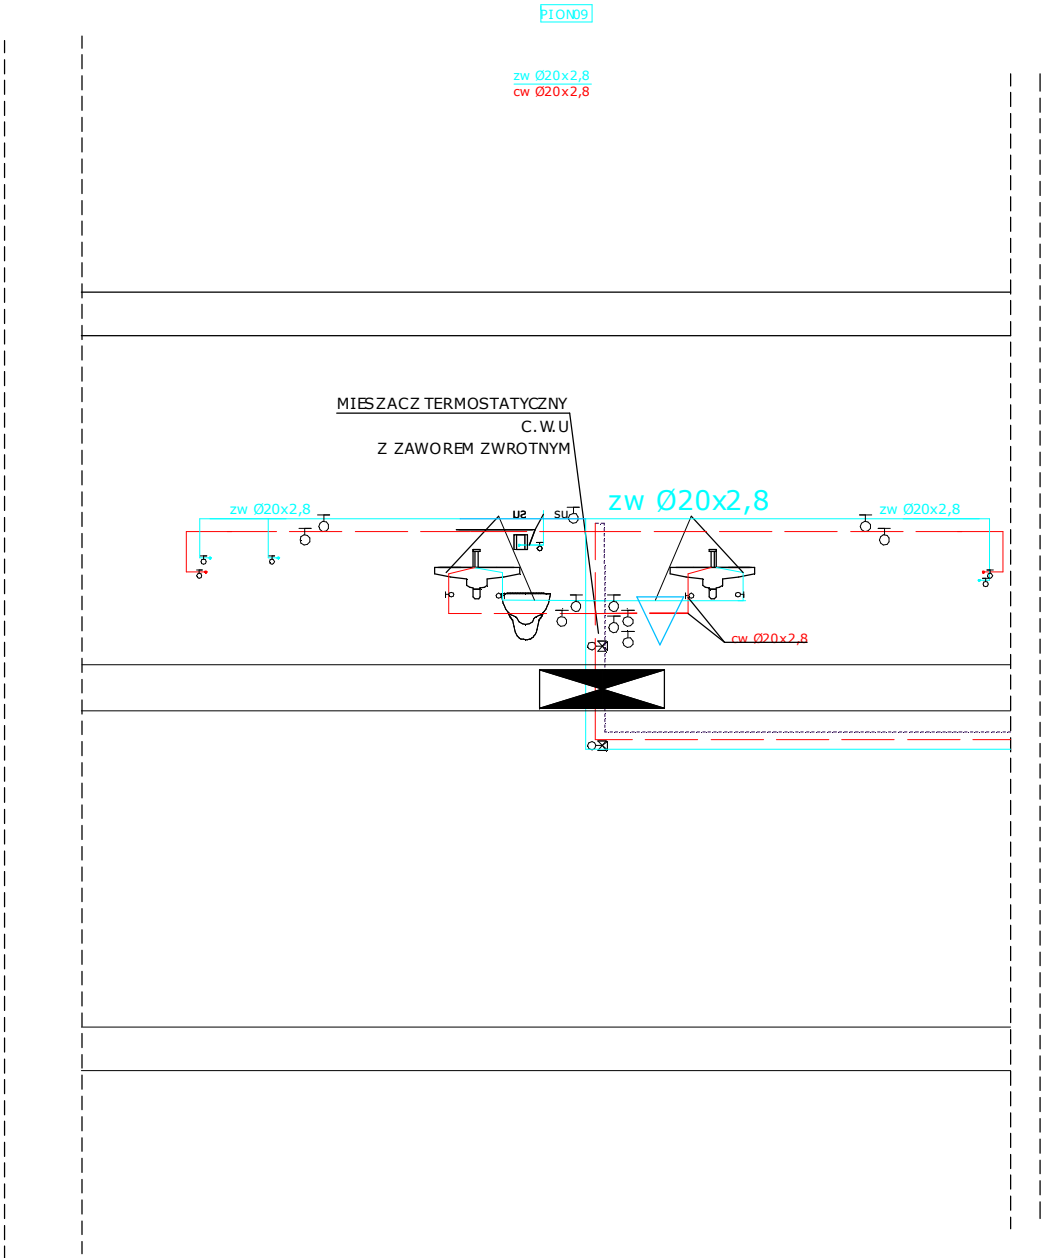 PION09
zw Ø20x2,8
cw Ø20x2,8
MIESZACZ TERMOSTATYCZNY
C.W.U
Z ZAWOREM ZWROTNYM
zw Ø20x2,8
zw Ø20x2,8
zw Ø20x2,8
su
su
cw Ø20x2,8